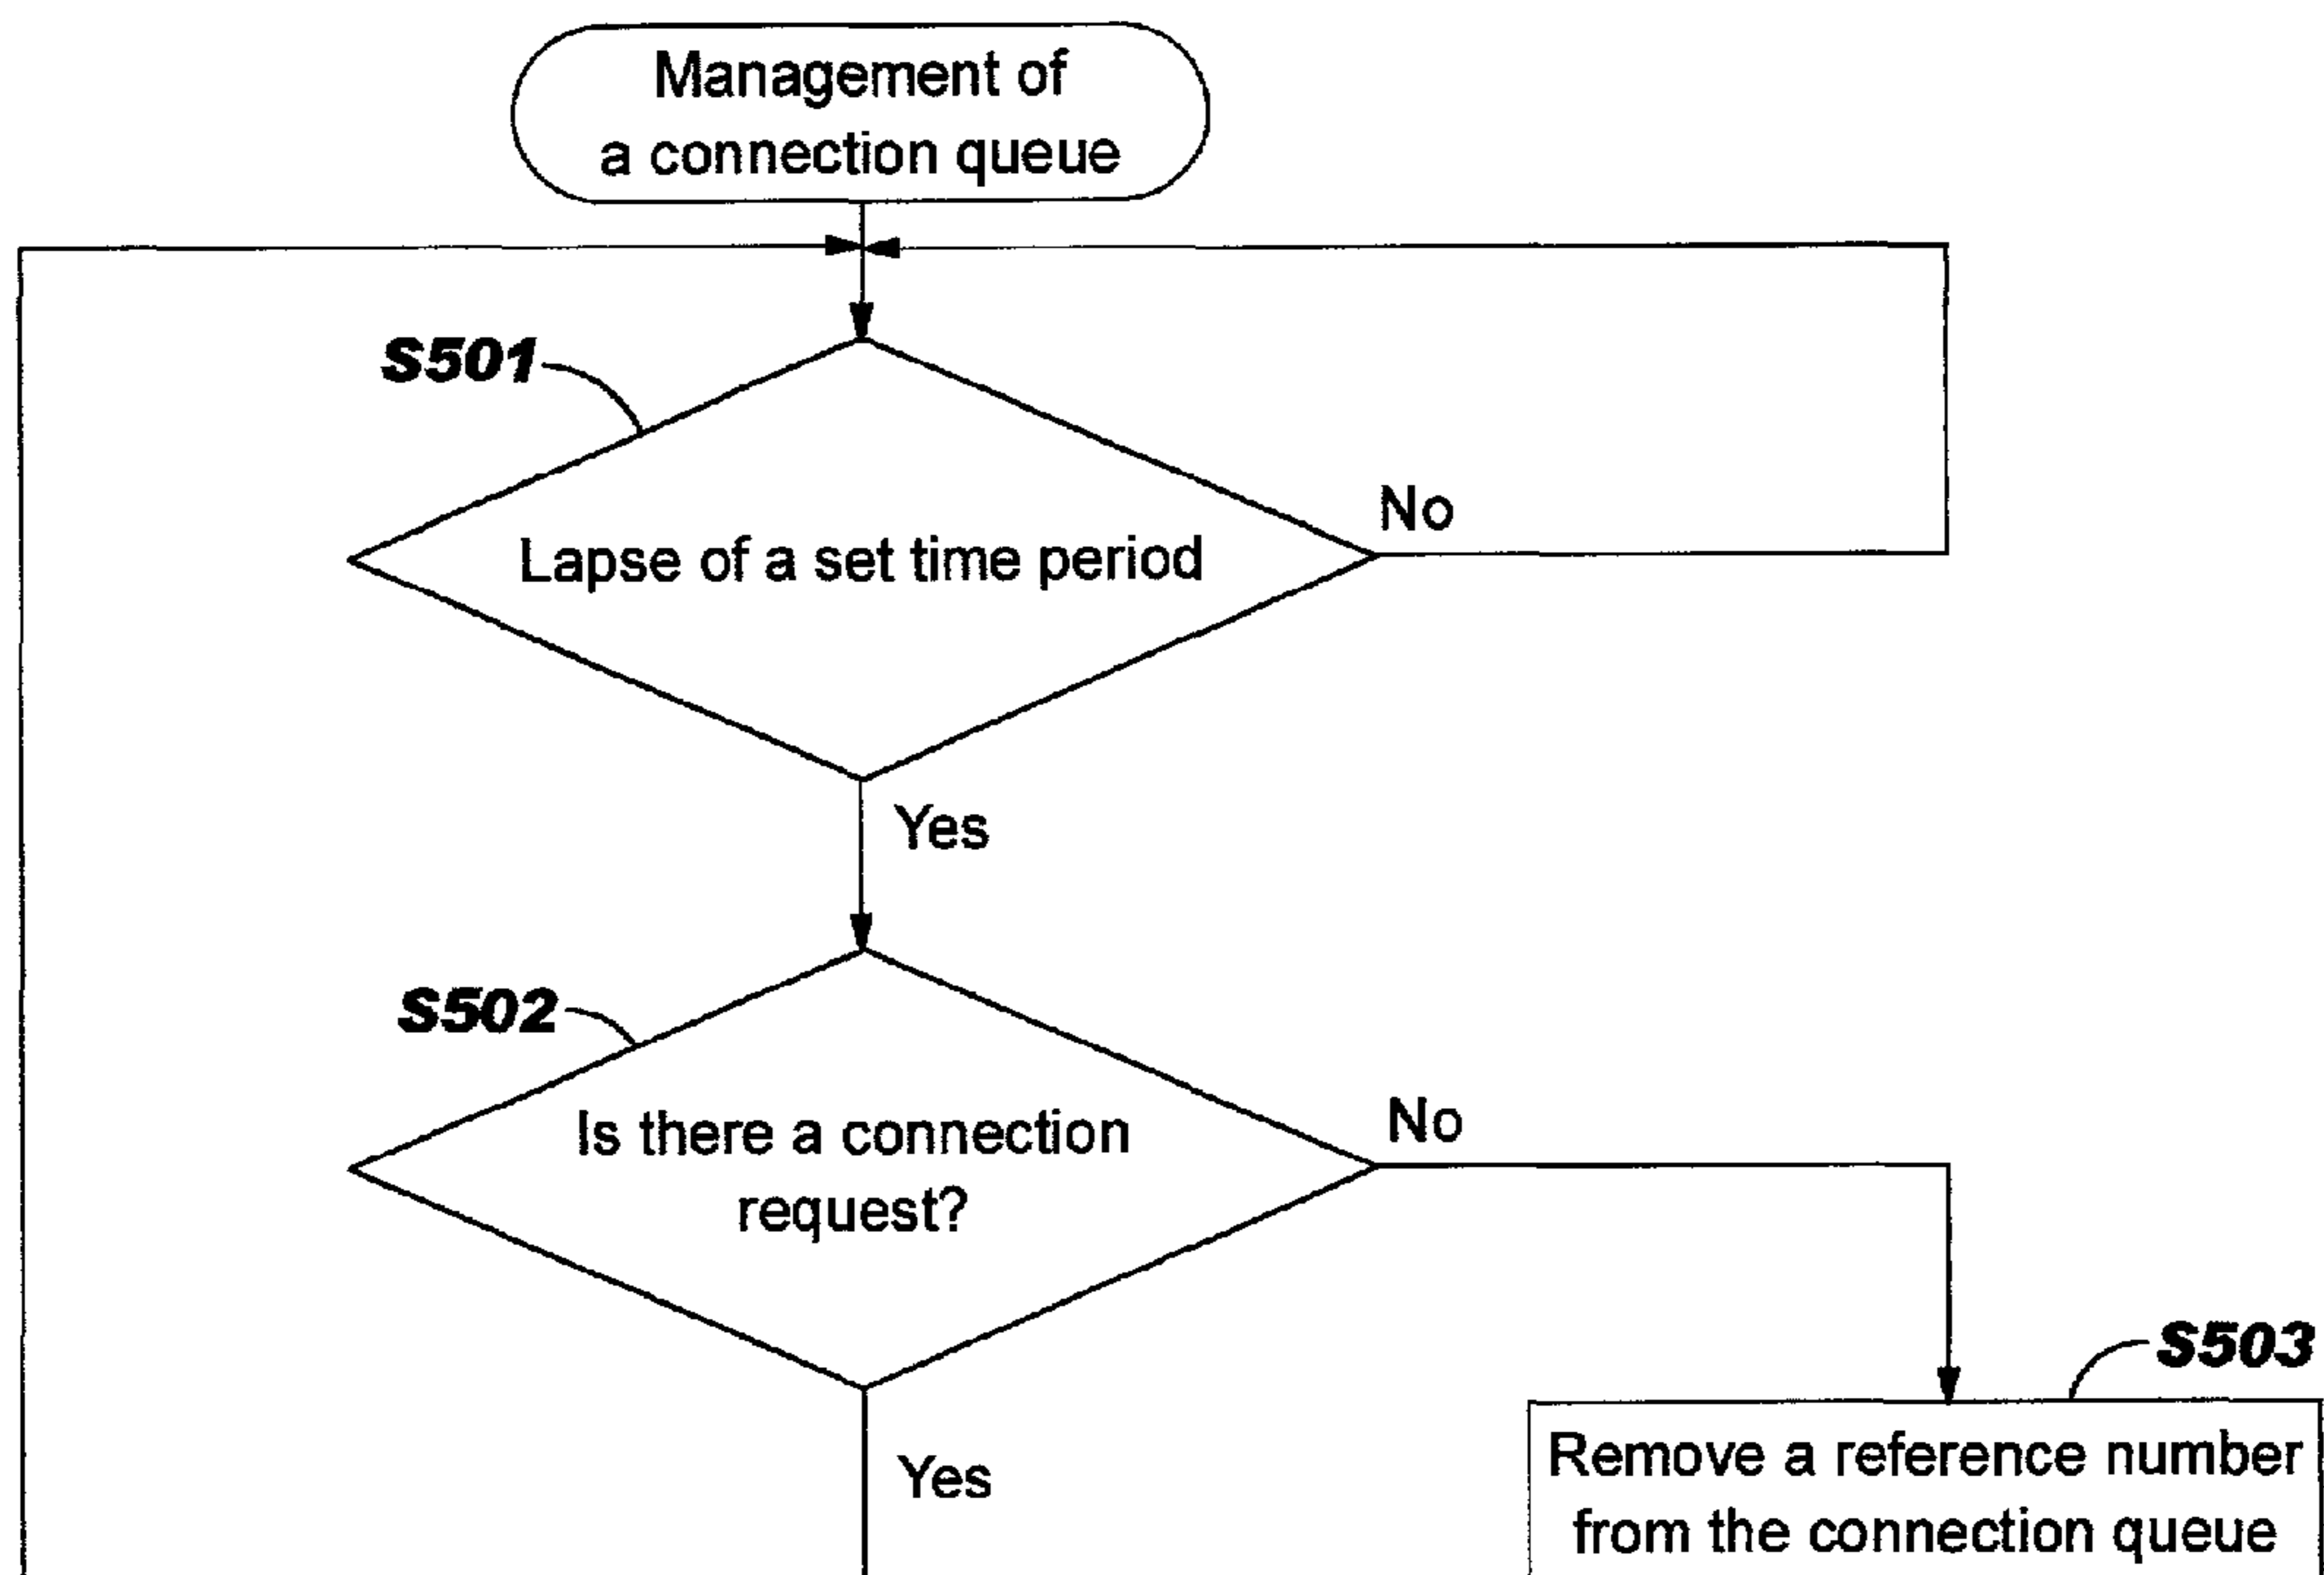 Management of
a connection queue
S501
No
Lapse of a set time period
Yes
S502
Is there a connection
request?
No
S503
Yes
Remove a reference number
from the connection queue